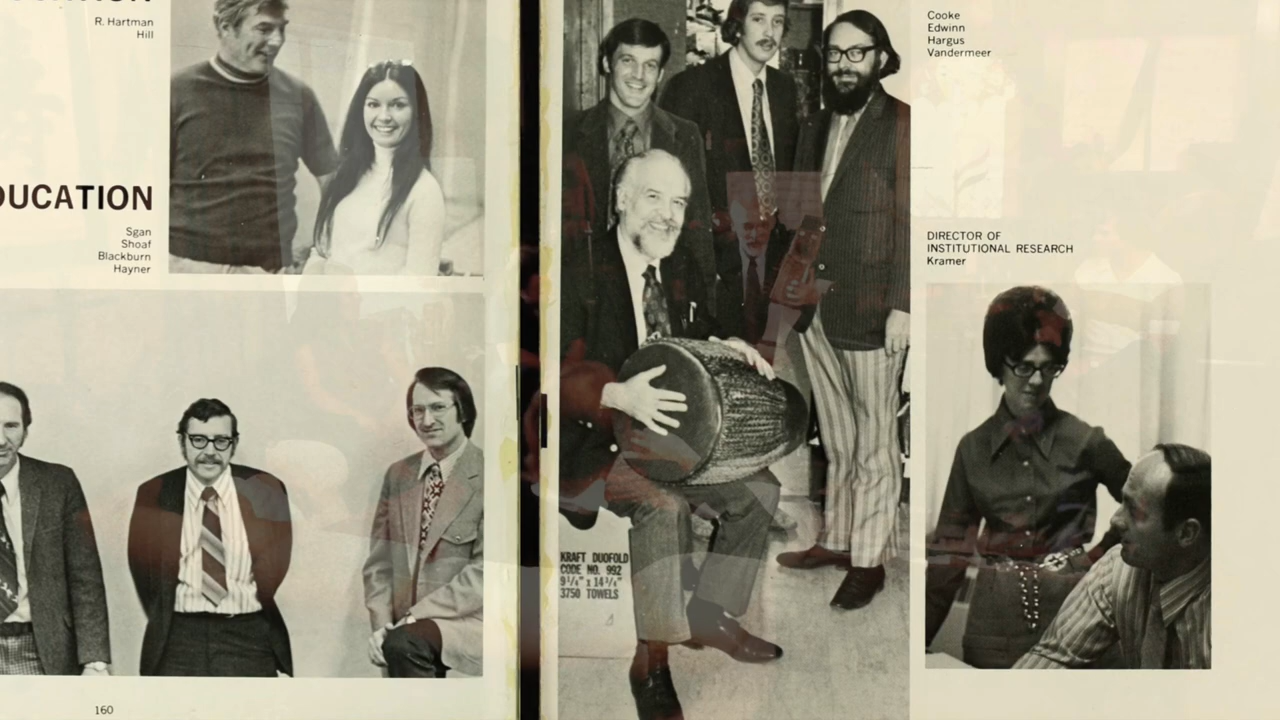 R. Hartman
Hill
DUCATION
Sgan
Shoaf
Blackburn
Hayner
160
KRAFT DUOFOLD
CODE NO. 992
9¼" x 14¾"
3750 TOWELS
Cooke
Edwinn
Hargus
Vandermeer
DIRECTOR OF
INSTITUTIONAL RESEARCH
Kramer